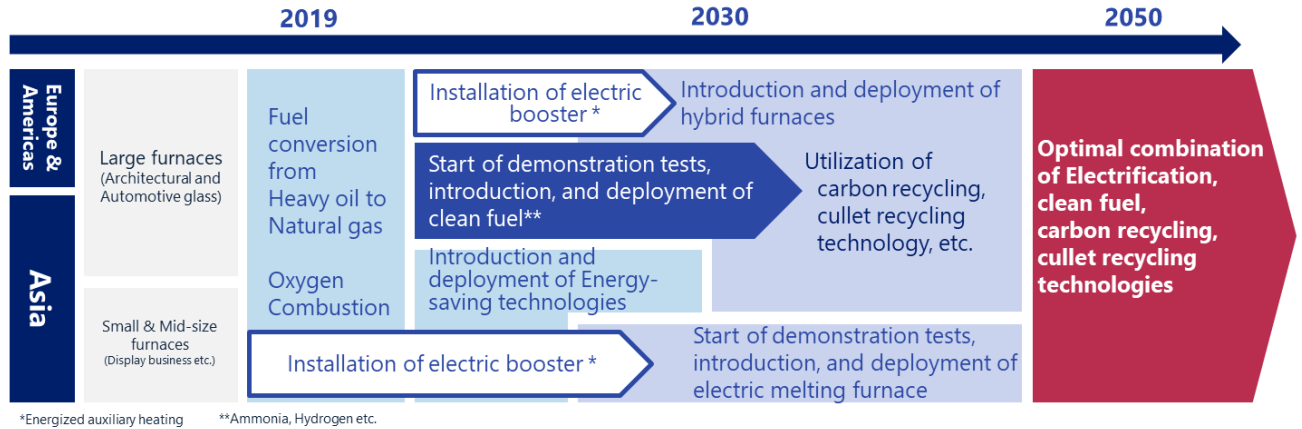 2019
2030
2050
Europe &
Americas
Asia
Large furnaces
(Architectural and
Automotive glass)
Small & Mid-size
furnaces
(Display business etc.)
Fuel
conversion
from
Heavy oil to
Natural gas
Oxygen
Combustion
Installation of electric
booster *
Introduction and deployment of
hybrid furnaces
Start of demonstration tests,
introduction, and deployment of
clean fuel**
Utilization of
carbon recycling,
cullet recycling
technology, etc.
Introduction and
deployment of Energy-
saving technologies
Installation of electric booster *
Start of demonstration tests,
introduction, and deployment of
electric melting furnace
Optimal combination
of Electrification,
clean fuel,
carbon recycling,
cullet recycling
technologies
*Energized auxiliary heating
**Ammonia, Hydrogen etc.